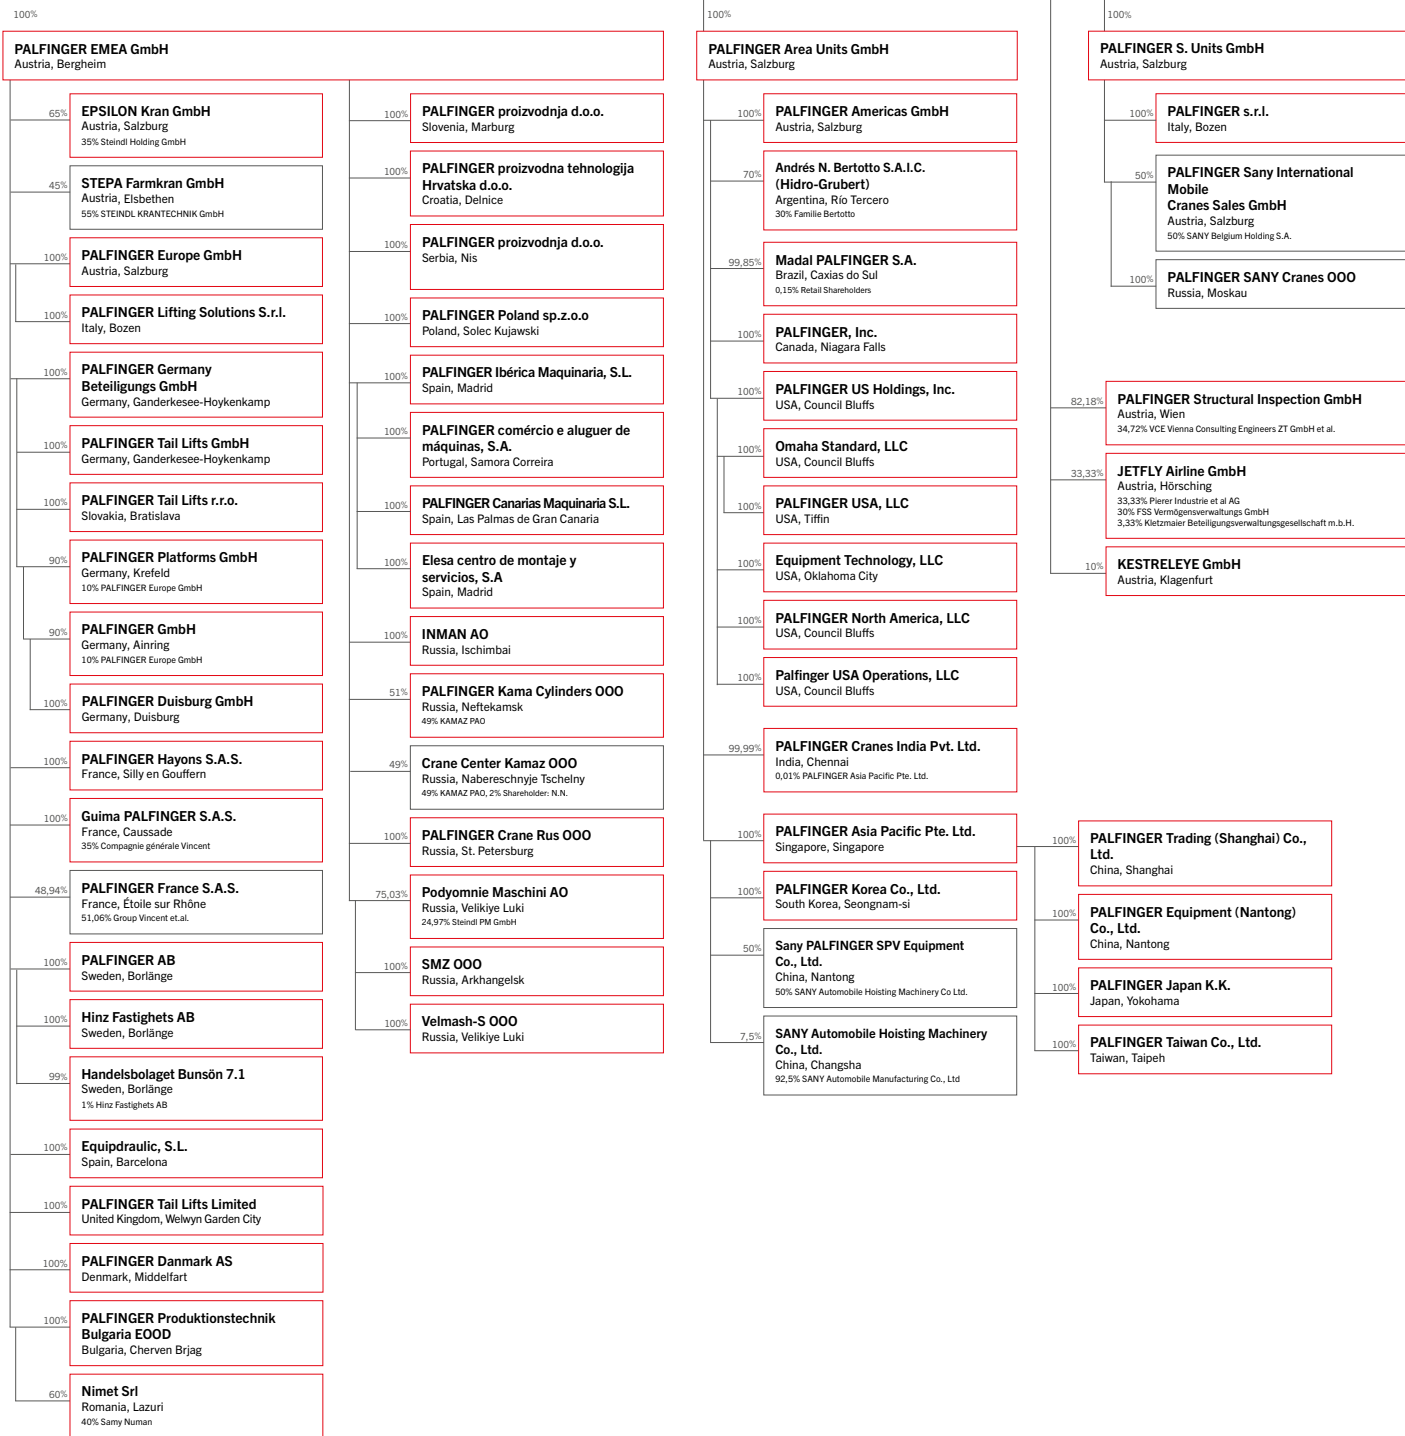 100%
PALFINGER EMEA GmbH
Austria, Bergheim
65%
EPSILON Kran GmbH
Austria, Salzburg
35% Steindl Holding GmbH
45%
STEPA Farmkran GmbH
Austria, Elsbethen
55% STEINDL KRANTECHNIK GmbH
100%
PALFINGER Europe GmbH
Austria, Salzburg
100%
PALFINGER Lifting Solutions S.r.l.
Italy, Bozen
100%
PALFINGER Germany
Beteiligungs GmbH
Germany, Ganderkesee-Hoykenkamp
100%
PALFINGER Tail Lifts GmbH
Germany, Ganderkesee-Hoykenkamp
100%
PALFINGER Tail Lifts r.r.o.
Slovakia, Bratislava
90%
PALFINGER Platforms GmbH
Germany, Krefeld
10% PALFINGER Europe GmbH
90%
PALFINGER GmbH
Germany, Ainring
10% PALFINGER Europe GmbH
100%
PALFINGER Duisburg GmbH
Germany, Duisburg
100%
PALFINGER Hayons S.A.S.
France, Silly en Gouffern
100%
Guima PALFINGER S.A.S.
France, Caussade
35% Compagnie générale Vincent
48,94%
PALFINGER France S.A.S.
France, Étoile sur Rhône
51,06% Group Vincent et.al.
100%
PALFINGER AB
Sweden, Borlänge
100%
Hinz Fastighets AB
Sweden, Borlänge
99%
Handelsbolaget Bunsön 7.1
Sweden, Borlänge
1% Hinz Fastighets AB
100%
Equipdraulic, S.L.
Spain, Barcelona
100%
PALFINGER Tail Lifts Limited
United Kingdom, Welwyn Garden City
100%
PALFINGER Danmark AS
Denmark, Middelfart
100%
PALFINGER Produktionstechnik
Bulgaria EOOD
Bulgaria, Cherven Brjag
60%
Nimet Srl
Romania, Lazuri
40% Samy Numan
100%
PALFINGER proizvodnja d.o.o.
Slovenia, Marburg
100%
PALFINGER proizvodna tehnologija
Hrvatska d.o.o.
Croatia, Delnice
100%
PALFINGER proizvodnja d.o.o.
Serbia, Nis
100%
PALFINGER Poland sp.z.o.o
Poland, Solec Kujawski
100%
PALFINGER Ibérica Maquinaria, S.L.
Spain, Madrid
100%
PALFINGER comércio e aluguer de
máquinas, S.A.
Portugal, Samora Correira
100%
PALFINGER Canarias Maquinaria S.L.
Spain, Las Palmas de Gran Canaria
100%
Elesa centro de montaje y
servicios, S.A
Spain, Madrid
100%
INMAN AO
Russia, Ischimbai
51%
PALFINGER Kama Cylinders OOO
Russia, Neftekamsk
49% KAMAZ PAO
49%
Crane Center Kamaz OOO
Russia, Nabereschnyje Tschelny
49% KAMAZ PAO, 2% Shareholder: N.N.
100%
PALFINGER Crane Rus OOO
Russia, St. Petersburg
75,03%
Podyomnie Maschini AO
Russia, Velikiye Luki
24,97% Steindl PM GmbH
100%
SMZ OOO
Russia, Arkhangelsk
100%
Velmash-S OOO
Russia, Velikiye Luki
100%
PALFINGER Area Units GmbH
Austria, Salzburg
100%
PALFINGER Americas GmbH
Austria, Salzburg
70%
Andrés N. Bertotto S.A.I.C.
(Hidro-Grubert)
Argentina, Río Tercero
30% Familie Bertotto
99,85%
Madal PALFINGER S.A.
Brazil, Caxias do Sul
0,15% Retail Shareholders
100%
PALFINGER, Inc.
Canada, Niagara Falls
100%
PALFINGER US Holdings, Inc.
USA, Council Bluffs
100%
Omaha Standard, LLC
USA, Council Bluffs
100%
PALFINGER USA, LLC
USA, Tiffin
100%
Equipment Technology, LLC
USA, Oklahoma City
100%
PALFINGER North America, LLC
USA, Council Bluffs
100%
Palfinger USA Operations, LLC
USA, Council Bluffs
99,99%
PALFINGER Cranes India Pvt. Ltd.
India, Chennai
0,01% PALFINGER Asia Pacific Pte. Ltd.
100%
PALFINGER Asia Pacific Pte. Ltd.
Singapore, Singapore
100%
PALFINGER Korea Co., Ltd.
South Korea, Seongnam-si
50%
Sany PALFINGER SPV Equipment
Co., Ltd.
China, Nantong
50% SANY Automobile Hoisting Machinery Co Ltd.
7,5%
SANY Automobile Hoisting Machinery
Co., Ltd.
China, Changsha
92,5% SANY Automobile Manufacturing Co., Ltd
100%
PALFINGER Trading (Shanghai) Co.,
Ltd.
China, Shanghai
100%
PALFINGER Equipment (Nantong)
Co., Ltd.
China, Nantong
100%
PALFINGER Japan K.K.
Japan, Yokohama
100%
PALFINGER Taiwan Co., Ltd.
Taiwan, Taipeh
100%
PALFINGER S. Units GmbH
Austria, Salzburg
100%
PALFINGER s.r.l.
Italy, Bozen
50%
PALFINGER Sany International
Mobile
Cranes Sales GmbH
Austria, Salzburg
50% SANY Belgium Holding S.A.
100%
PALFINGER SANY Cranes OOO
Russia, Moskau
82,18%
PALFINGER Structural Inspection GmbH
Austria, Wien
34,72% VCE Vienna Consulting Engineers ZT GmbH et al.
33,33%
JETFLY Airline GmbH
Austria, Hörsching
33,33% Pierer Industrie et al AG
30% FSS Vermögensverwaltungs GmbH
3,33% Kletzmaier Beteiligungsverwaltungsgesellschaft m.b.H.
10%
KESTRELEYE GmbH
Austria, Klagenfurt